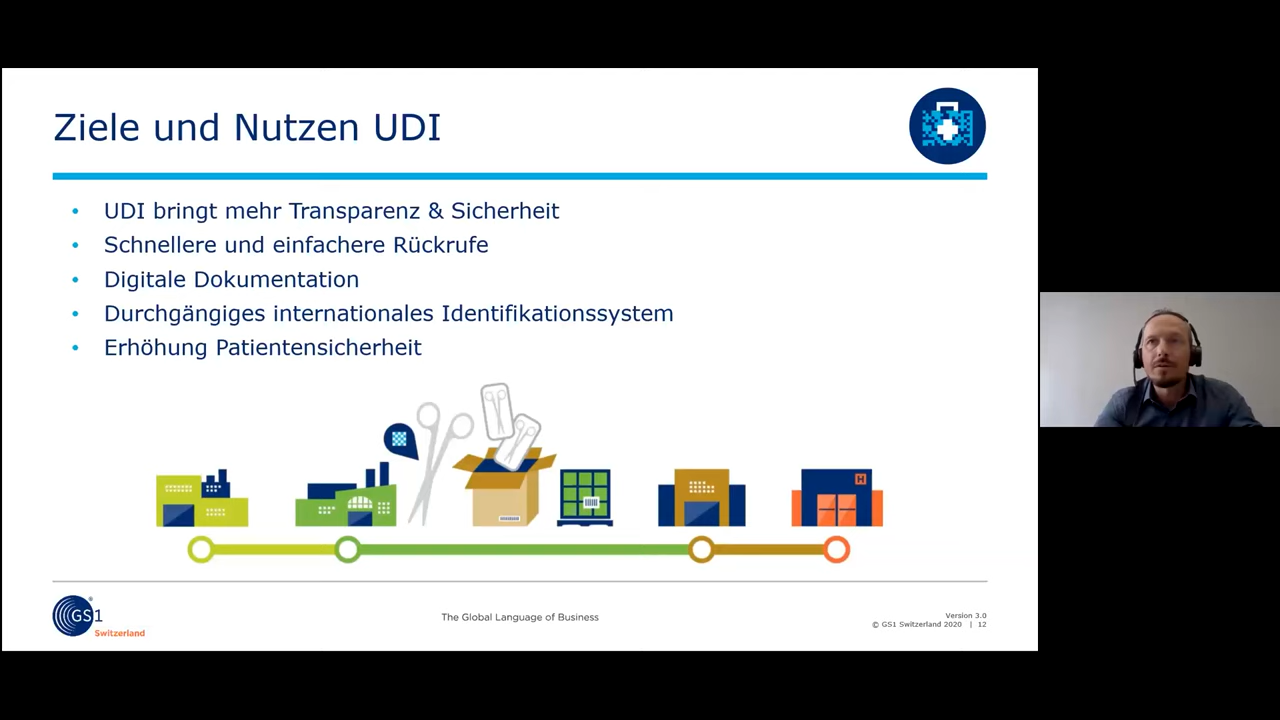 Ziele und Nutzen UDI
• UDI bringt mehr Transparenz & Sicherheit
• Schnellere und einfachere Rückrufe
• Digitale Dokumentation
• Durchgängiges internationales Identifikationssystem
• Erhöhung Patientensicherheit
H
GS1
®
Switzerland
The Global Language of Business
Version 3.0
© GS1 Switzerland 2020 | 12